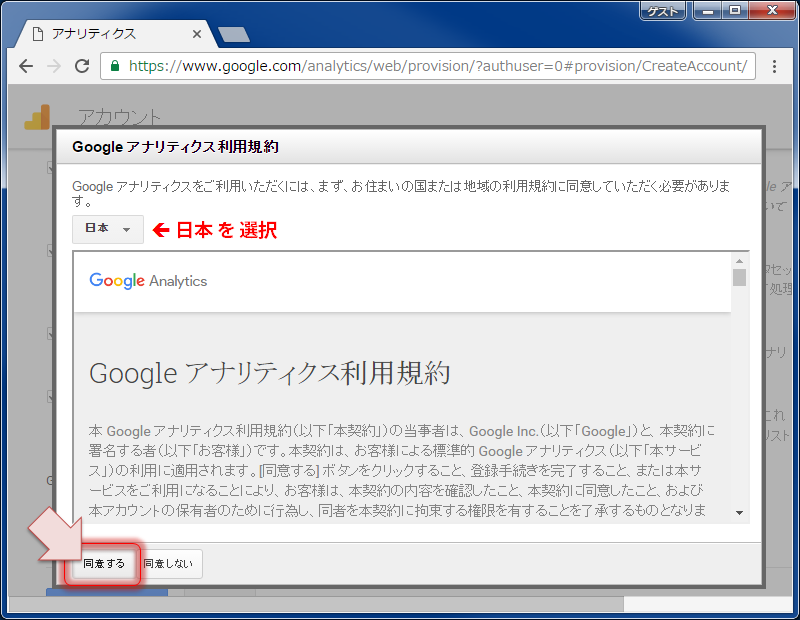 ゲスト
アナリティクス
https://www.google.com/analytics/web/provision/?authuser=0#provision/CreateAccount/
アカウント
Google アナリティクス利用規約
Google アナリティクスをご利用いただくには、まず、お住まいの国または地域の利用規約に同意していただく必要がありま
す。
日本
← 日本 を 選択
Google Analytics
Google アナリティクス利用規約
本 Google アナリティクス利用規約（以下「本契約」）の当事者は、Google Inc.（以下「Google」）と、本契約に
署名する者（以下「お客様」）です。本契約は、お客様による標準的 Google アナリティクス（以下「本サービ
ス」）の利用に適用されます。[同意する] ボタンをクリックすること、登録手続きを完了すること、または本サ
ービスをご利用になることにより、お客様は、本契約の内容を確認したこと、本契約に同意したこと、および
本アカウントの保有者のために行為し、同者を本契約に拘束する権限を有することを了承するものとなりま
同意する
同意しない